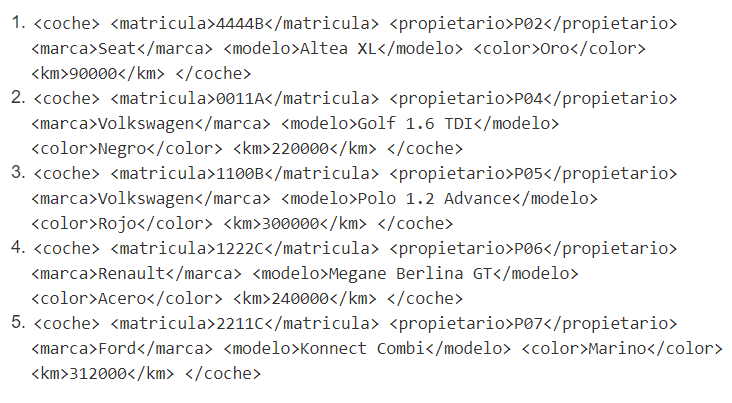 1. <coche> <matricula>4444B</matricula> <propietario>P02</propietario>
<marca>Seat</marca> <modelo>Altea XL</modelo> <color>Oro</color>
<km>90000</km> </coche>
2. <coche> <matricula>0011A</matricula> <propietario>P04</propietario>
<marca>Volkswagen</marca> <modelo>Golf 1.6 TDI</modelo>
<color>Negro</color> <km>220000</km> </coche>
3. <coche> <matricula>1100B</matricula> <propietario>P05</propietario>
<marca>Volkswagen</marca> <modelo>Polo 1.2 Advance</modelo>
<color>Rojo</color> <km>300000</km> </coche>
4. <coche> <matricula>1222C</matricula> <propietario>P06</propietario>
<marca>Renault</marca> <modelo>Megane Berlina GT</modelo>
<color>Acero</color> <km>240000</km> </coche>
5. <coche> <matricula>2211C</matricula> <propietario>P07</propietario>
<marca>Ford</marca> <modelo>Konnect Combi</modelo> <color>Marino</color>
<km>312000</km> </coche>